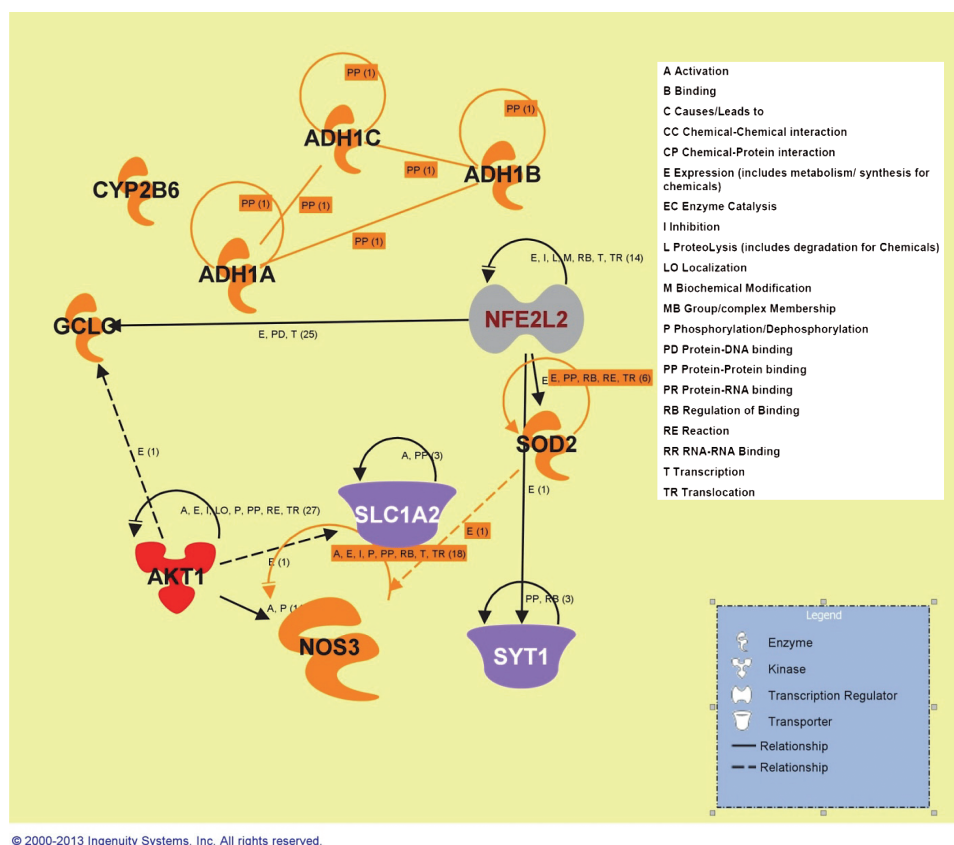 PP (1)
ADH1C
PP (1)
PP (1)
ADH1B
CYP2B6
PP (1)
PP (1)
PP (1)
ADH1A
E, I, L, M, RB, T, TR (14)
NFE2L2
GCLC
E, PD, T (25)
E
E, PP, RB, RE, TR (6)
SOD2
E (1)
A, PP (3)
E (1)
SLC1A2
A, E, I, LO, P, PP, RE, TR (27)
E (1)
A, E, I, P, PP, RB, T, TR (18)
E (1)
AKT1
A, P (1
PP, RB (3)
NOS3
SYT1
A Activation
B Binding
C Causes/Leads to
CC Chemical-Chemical interaction
CP Chemical-Protein interaction
E Expression (includes metabolism/ synthesis for
chemicals)
EC Enzyme Catalysis
I Inhibition
L ProteoLysis (includes degradation for Chemicals)
LO Localization
M Biochemical Modification
MB Group/complex Membership
P Phosphorylation/Dephosphorylation
PD Protein-DNA binding
PP Protein-Protein binding
PR Protein-RNA binding
RB Regulation of Binding
RE Reaction
RR RNA-RNA Binding
T Transcription
TR Translocation
Legend
Enzyme
Kinase
Transcription Regulator
Transporter
Relationship
Relationship
© 2000-2013 Ingenuity Systems, Inc. All rights reserved.